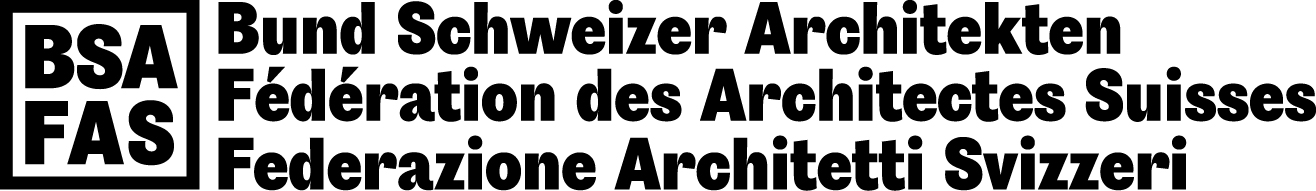 BSA
FAS
Bund Schweizer Architekten
Fédération des Architectes Suisses
Federazione Architetti Svizzeri